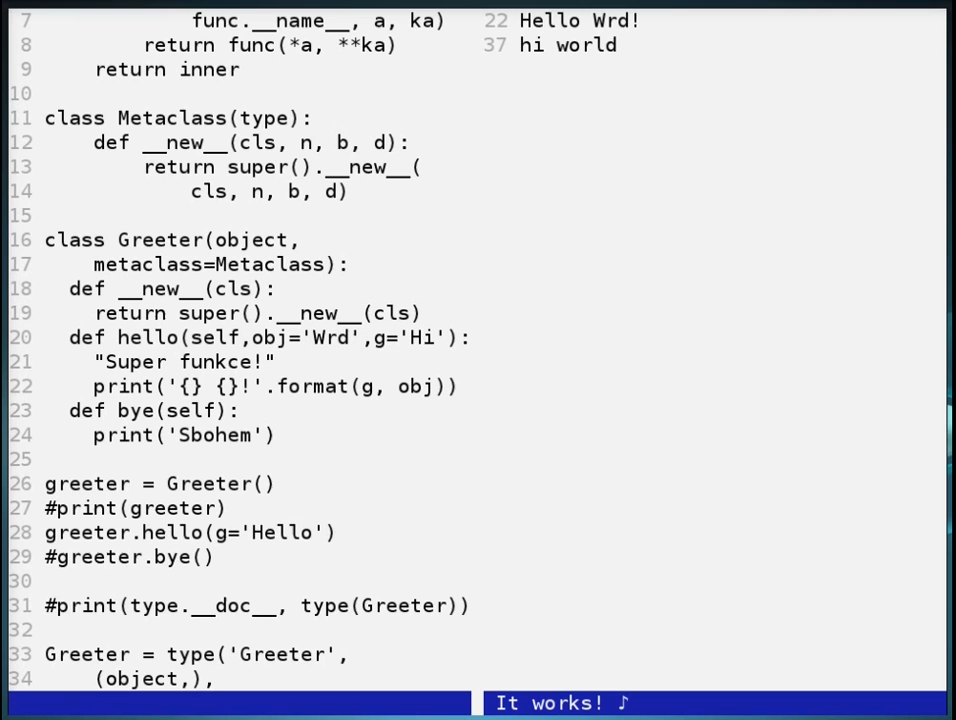 7             func.__name__, a, ka)
8         return func(*a, **ka)
9     return inner
10
11 class Metaclass(type):
12     def __new__(cls, n, b, d):
13         return super().__new__(
14             cls, n, b, d)
15
16 class Greeter(object,
17     metaclass=Metaclass):
18   def __new__(cls):
19     return super().__new__(cls)
20   def hello(self,obj='Wrd',g='Hi'):
21     "Super funkce!"
22     print('{} {}!'.format(g, obj))
23   def bye(self):
24     print('Sbohem')
25
26 greeter = Greeter()
27 #print(greeter)
28 greeter.hello(g='Hello')
29 #greeter.bye()
30
31 #print(type.__doc__, type(Greeter))
32
33 Greeter = type('Greeter',
34     (object,),
22 Hello Wrd!
37 hi world
It works! ♪